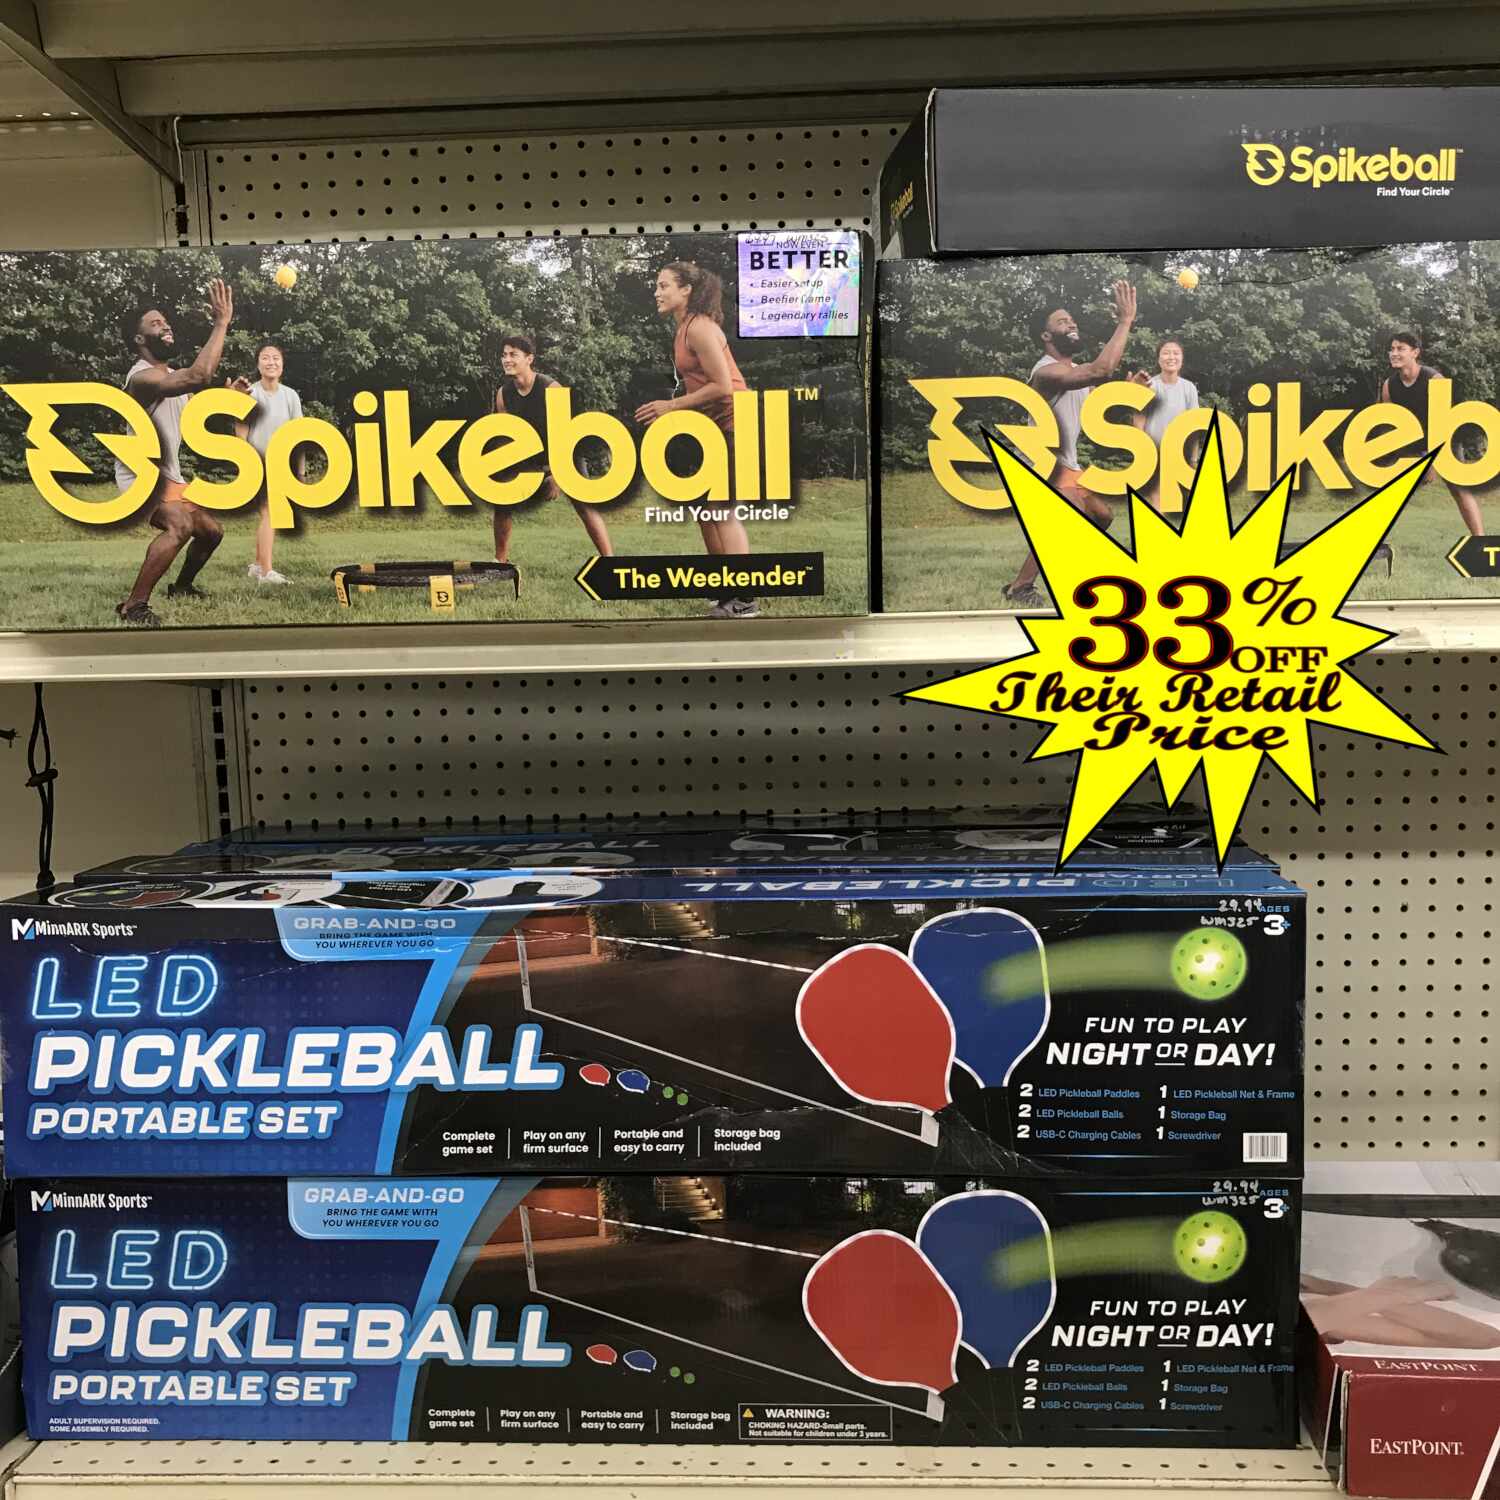 Spikeball™
Find Your Circle™
Spikeball
NOW EVEN
BETTER
• Easier setup
• Beefier frame
• Legendary rallies
Spikeball™
Find Your Circle™
The Weekender™
Spikeb
T
33%
OFF
Their Retail
Price
LED PICKLEBALL
MinnARK Sports™
GRAB-AND-GO
BRING THE GAME WITH
YOU WHEREVER YOU GO
29.94
WM325
AGES
3+
LED
PICKLEBALL
PORTABLE SET
FUN TO PLAY
NIGHT OR DAY!
2 LED Pickleball Paddles
2 LED Pickleball Balls
2 USB-C Charging Cables
1 LED Pickleball Net & Frame
1 Storage Bag
1 Screwdriver
Complete
game set
Play on any
firm surface
Portable and
easy to carry
Storage bag
included
MinnARK Sports™
GRAB-AND-GO
BRING THE GAME WITH
YOU WHEREVER YOU GO
29.94
WM325
AGES
3+
LED
PICKLEBALL
PORTABLE SET
FUN TO PLAY
NIGHT OR DAY!
2 LED Pickleball Paddles
2 LED Pickleball Balls
2 USB-C Charging Cables
1 LED Pickleball Net & Frame
1 Storage Bag
1 Screwdriver
ADULT SUPERVISION REQUIRED.
SOME ASSEMBLY REQUIRED.
Complete
game set
Play on any
firm surface
Portable and
easy to carry
Storage bag
included
WARNING:
CHOKING HAZARD-Small parts.
Not suitable for children under 3 years.
EASTPOINT.
EASTPOINT.